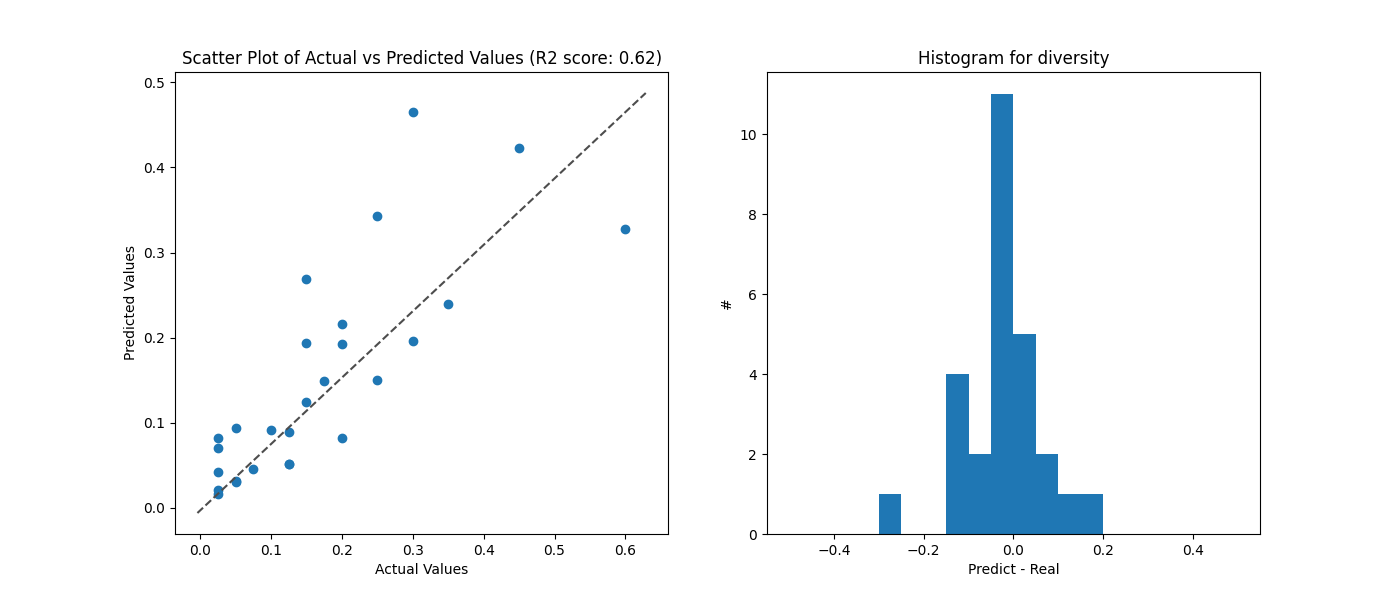 Scatter Plot of Actual vs Predicted Values (R2 score: 0.62)
Predicted Values
0.5
0.4
0.3
0.2
0.1
0.0
0.0 0.1 0.2 0.3 0.4 0.5 0.6
Actual Values
Histogram for diversity
#
10
8
6
4
2
0
−0.4 −0.2 0.0 0.2 0.4
Predict - Real